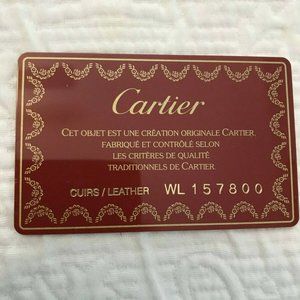 Cartier
CET OBJET EST UNE CRÉATION ORIGINALE CARTIER,
FABRIQUÉ ET CONTRÔLÉ SELON
LES CRITÈRES DE QUALITÉ
TRADITIONNELS DE CARTIER
CUIRS / LEATHER WL 157800